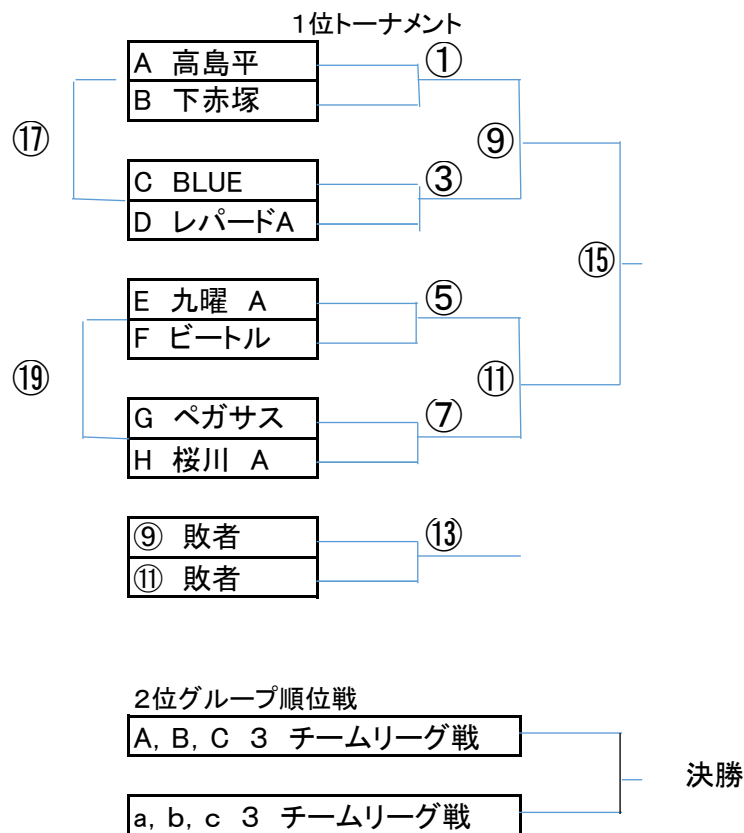 １位トーナメント
A 高島平
①
B 下赤塚
⑰
⑨
C BLUE
③
D レパードA
⑮
E 九曜 A
⑤
F ビートル
⑲
⑪
G ペガサス
⑦
H 桜川 A
⑨ 敗者
⑬
⑪ 敗者
２位グループ順位戦
A, B, C ３ チームリーグ戦
決勝
a, b, c ３ チームリーグ戦